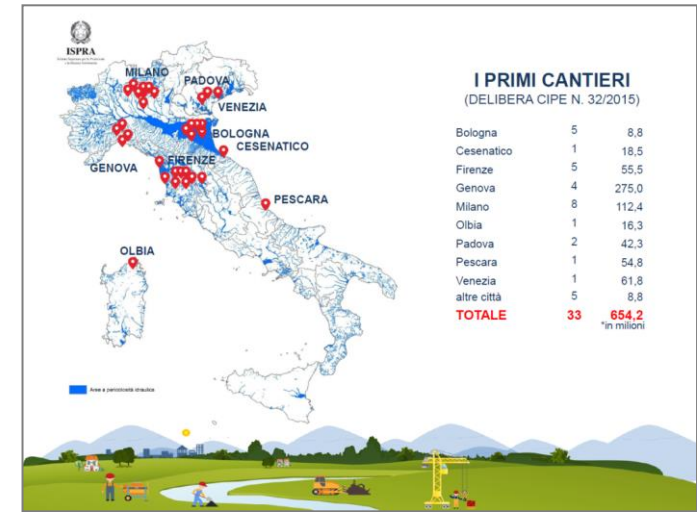 ISPRA
MILANO
PADOVA
VENEZIA
BOLOGNA
CESENATICO
GENOVA
FIRENZE
PESCARA
OLBIA
Aree a pericolosità idraulica
I PRIMI CANTIERI
(DELIBERA CIPE N. 32/2015)
Bologna 5 8,8
Cesenatico 1 18,5
Firenze 5 55,5
Genova 4 275,0
Milano 8 112,4
Olbia 1 16,3
Padova 2 42,3
Pescara 1 54,8
Venezia 1 61,8
altre città 5 8,8
TOTALE 33 654,2
*in milioni